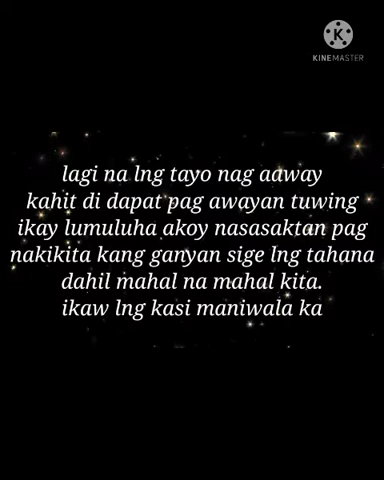 KINEMASTER
lagi na lng tayo nag aaway
kahit di dapat pag awayan tuwing
ikay lumuluha akoy nasasaktan pag
nakikita kang ganyan sige lng tahana
dahil mahal na mahal kita.
ikaw lng kasi maniwala ka